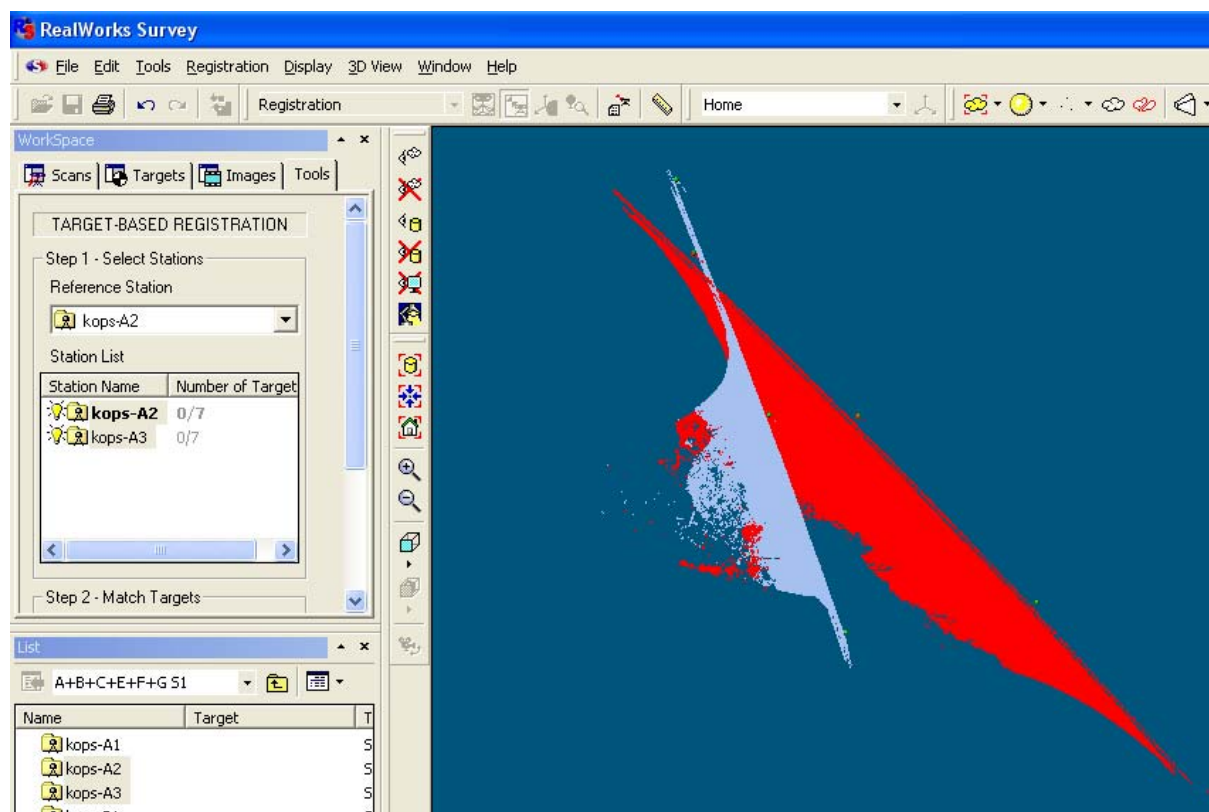 RealWorks Survey
File Edit Tools Registration Display 3D View Window Help
Registration Home
WorkSpace
Scans Targets Images Tools
TARGET-BASED REGISTRATION
Step 1 - Select Stations
Reference Station
kops-A2
Station List
Station Name Number of Target
kops-A2 0/7
kops-A3 0/7
Step 2 - Match Targets
List
A+B+C+E+F+G S1
Name Target T
kops-A1 S
kops-A2 S
kops-A3 S